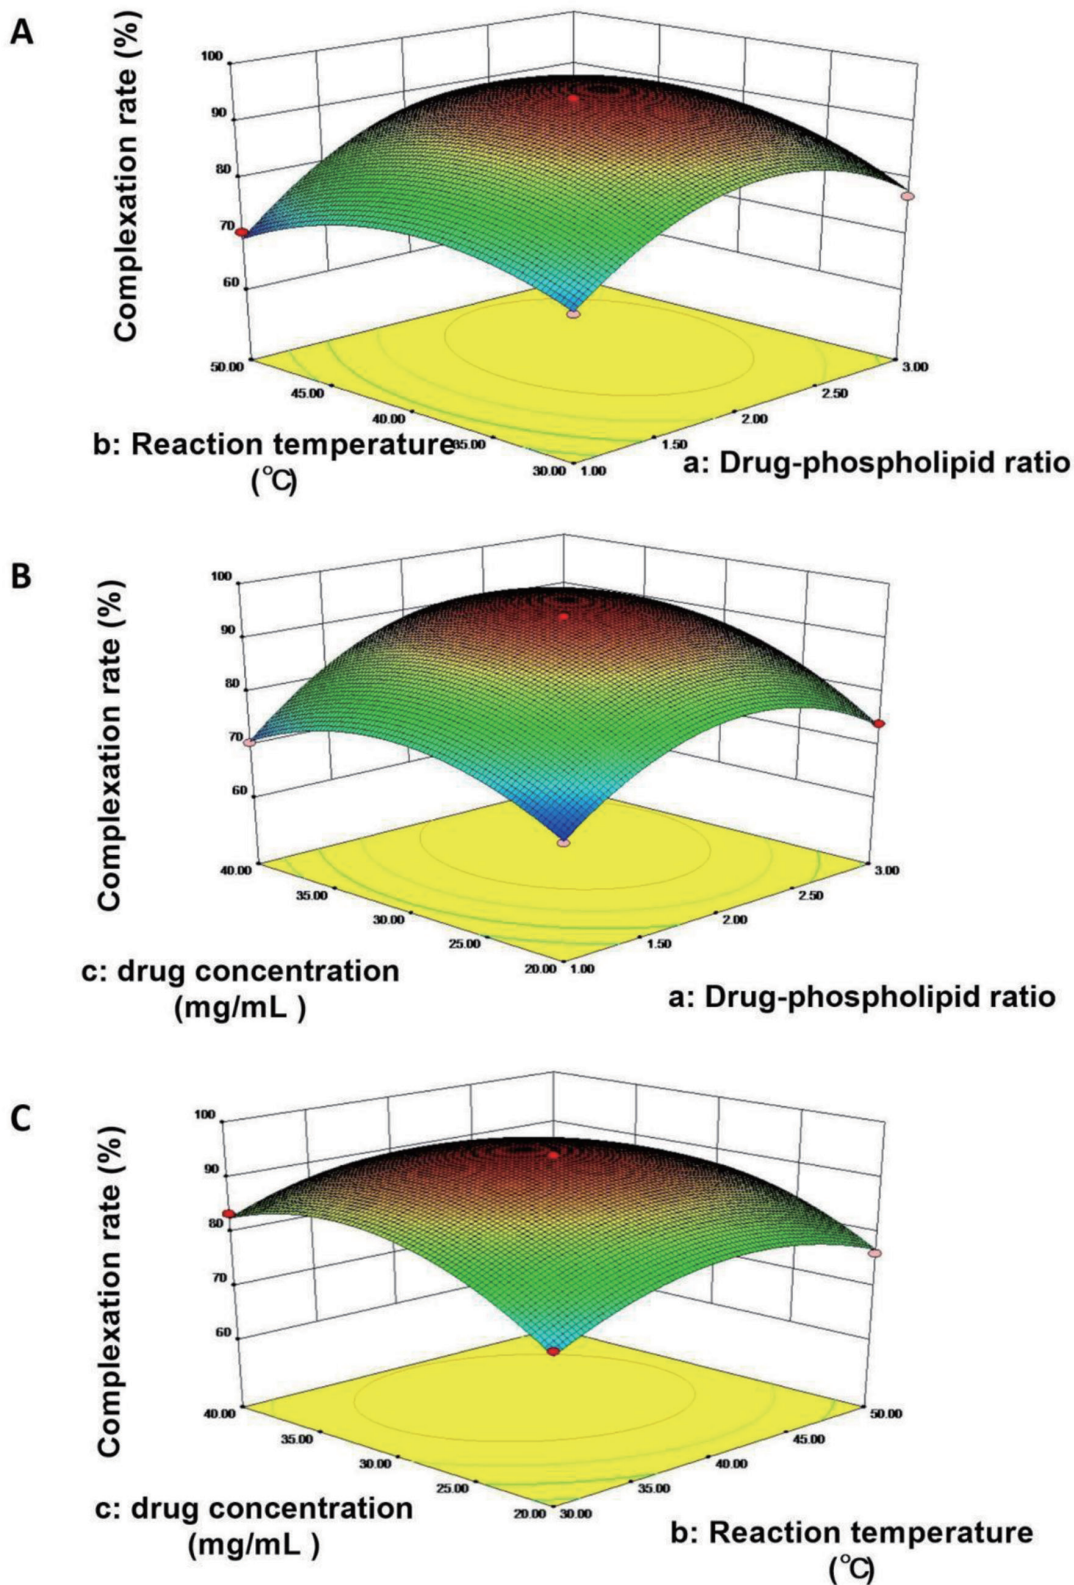 A
Complexation rate (%)
100
90
80
70
60
50.00
45.00
40.00
35.00
30.00
1.00
1.50
2.00
2.50
3.00
b: Reaction temperature
(°C)
a: Drug-phospholipid ratio
B
Complexation rate (%)
100
90
80
70
60
40.00
35.00
30.00
25.00
20.00
1.00
1.50
2.00
2.50
3.00
c: drug concentration
(mg/mL )
a: Drug-phospholipid ratio
C
Complexation rate (%)
100
90
80
70
60
40.00
35.00
30.00
25.00
20.00
30.00
35.00
40.00
45.00
50.00
c: drug concentration
(mg/mL )
b: Reaction temperature
(°C)